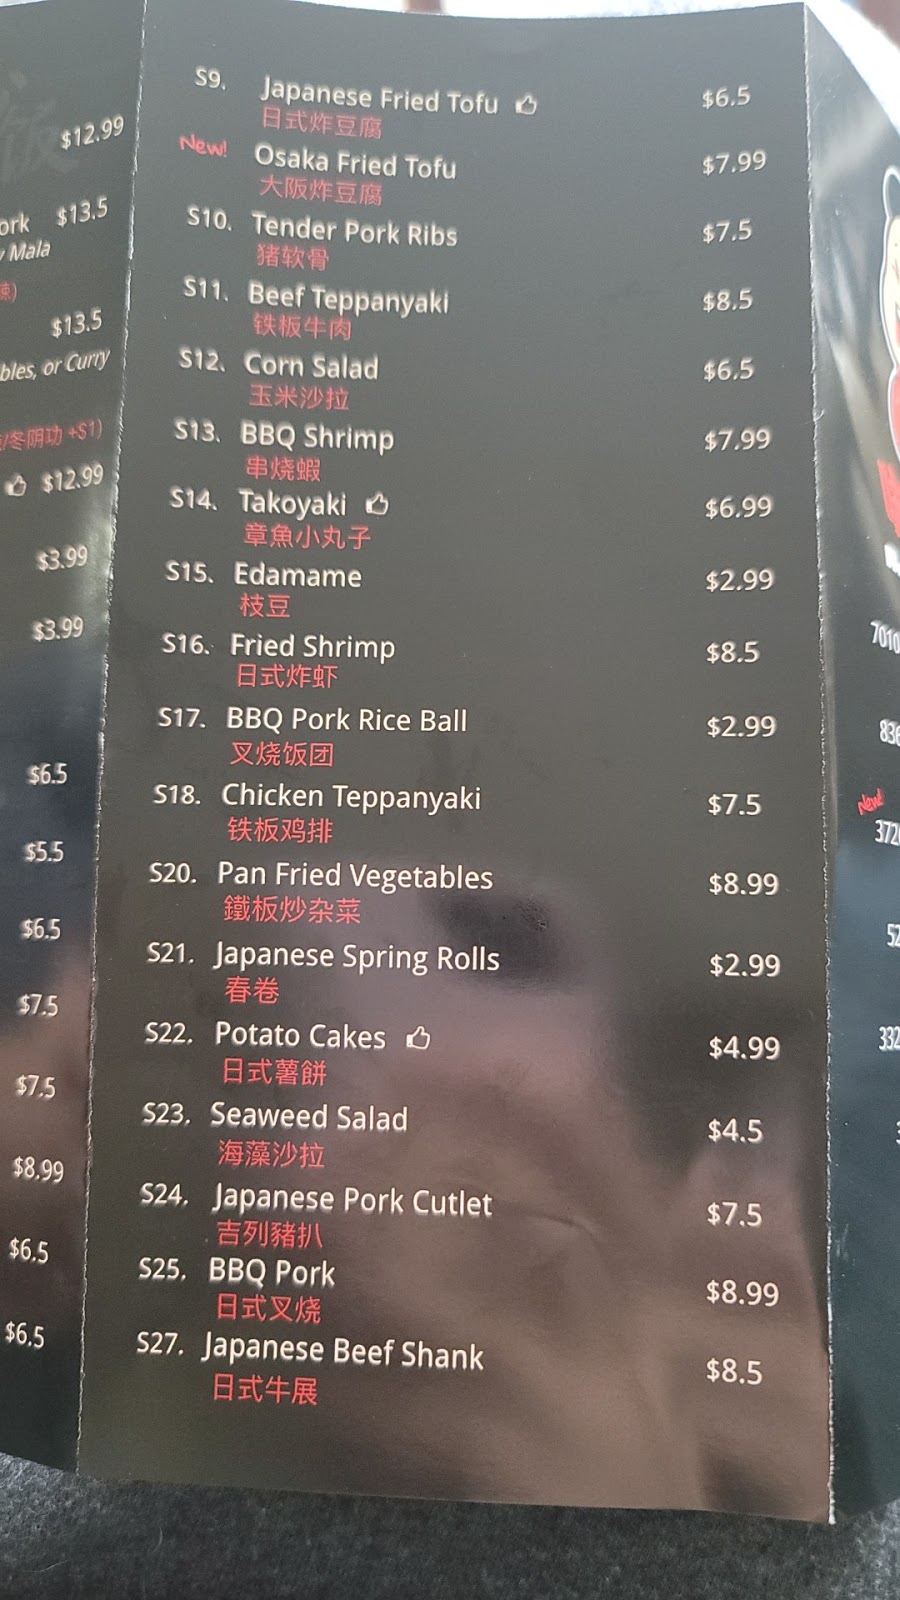 $12.99
ork $13.5
Mala
$13.5
bles, or Curry
/冬阴功 +$1)
$12.99
$3.99
$3.99
$6.5
$5.5
$6.5
$7.5
$7.5
$8.99
$6.5
$6.5
S9. Japanese Fried Tofu $6.5
日式炸豆腐
New! Osaka Fried Tofu $7.99
大阪炸豆腐
S10. Tender Pork Ribs $7.5
猪软骨
S11. Beef Teppanyaki $8.5
铁板牛肉
S12. Corn Salad $6.5
玉米沙拉
S13. BBQ Shrimp $7.99
串烧蝦
S14. Takoyaki $6.99
章魚小丸子
S15. Edamame $2.99
枝豆
S16. Fried Shrimp $8.5
日式炸虾
S17. BBQ Pork Rice Ball $2.99
叉烧饭团
S18. Chicken Teppanyaki $7.5
铁板鸡排
S20. Pan Fried Vegetables $8.99
鐵板炒杂菜
S21. Japanese Spring Rolls $2.99
春卷
S22. Potato Cakes $4.99
日式薯餅
S23. Seaweed Salad $4.5
海藻沙拉
S24. Japanese Pork Cutlet $7.5
吉列豬扒
S25. BBQ Pork $8.99
日式叉烧
S27. Japanese Beef Shank $8.5
日式牛展
7010
836
New!
372
52
332